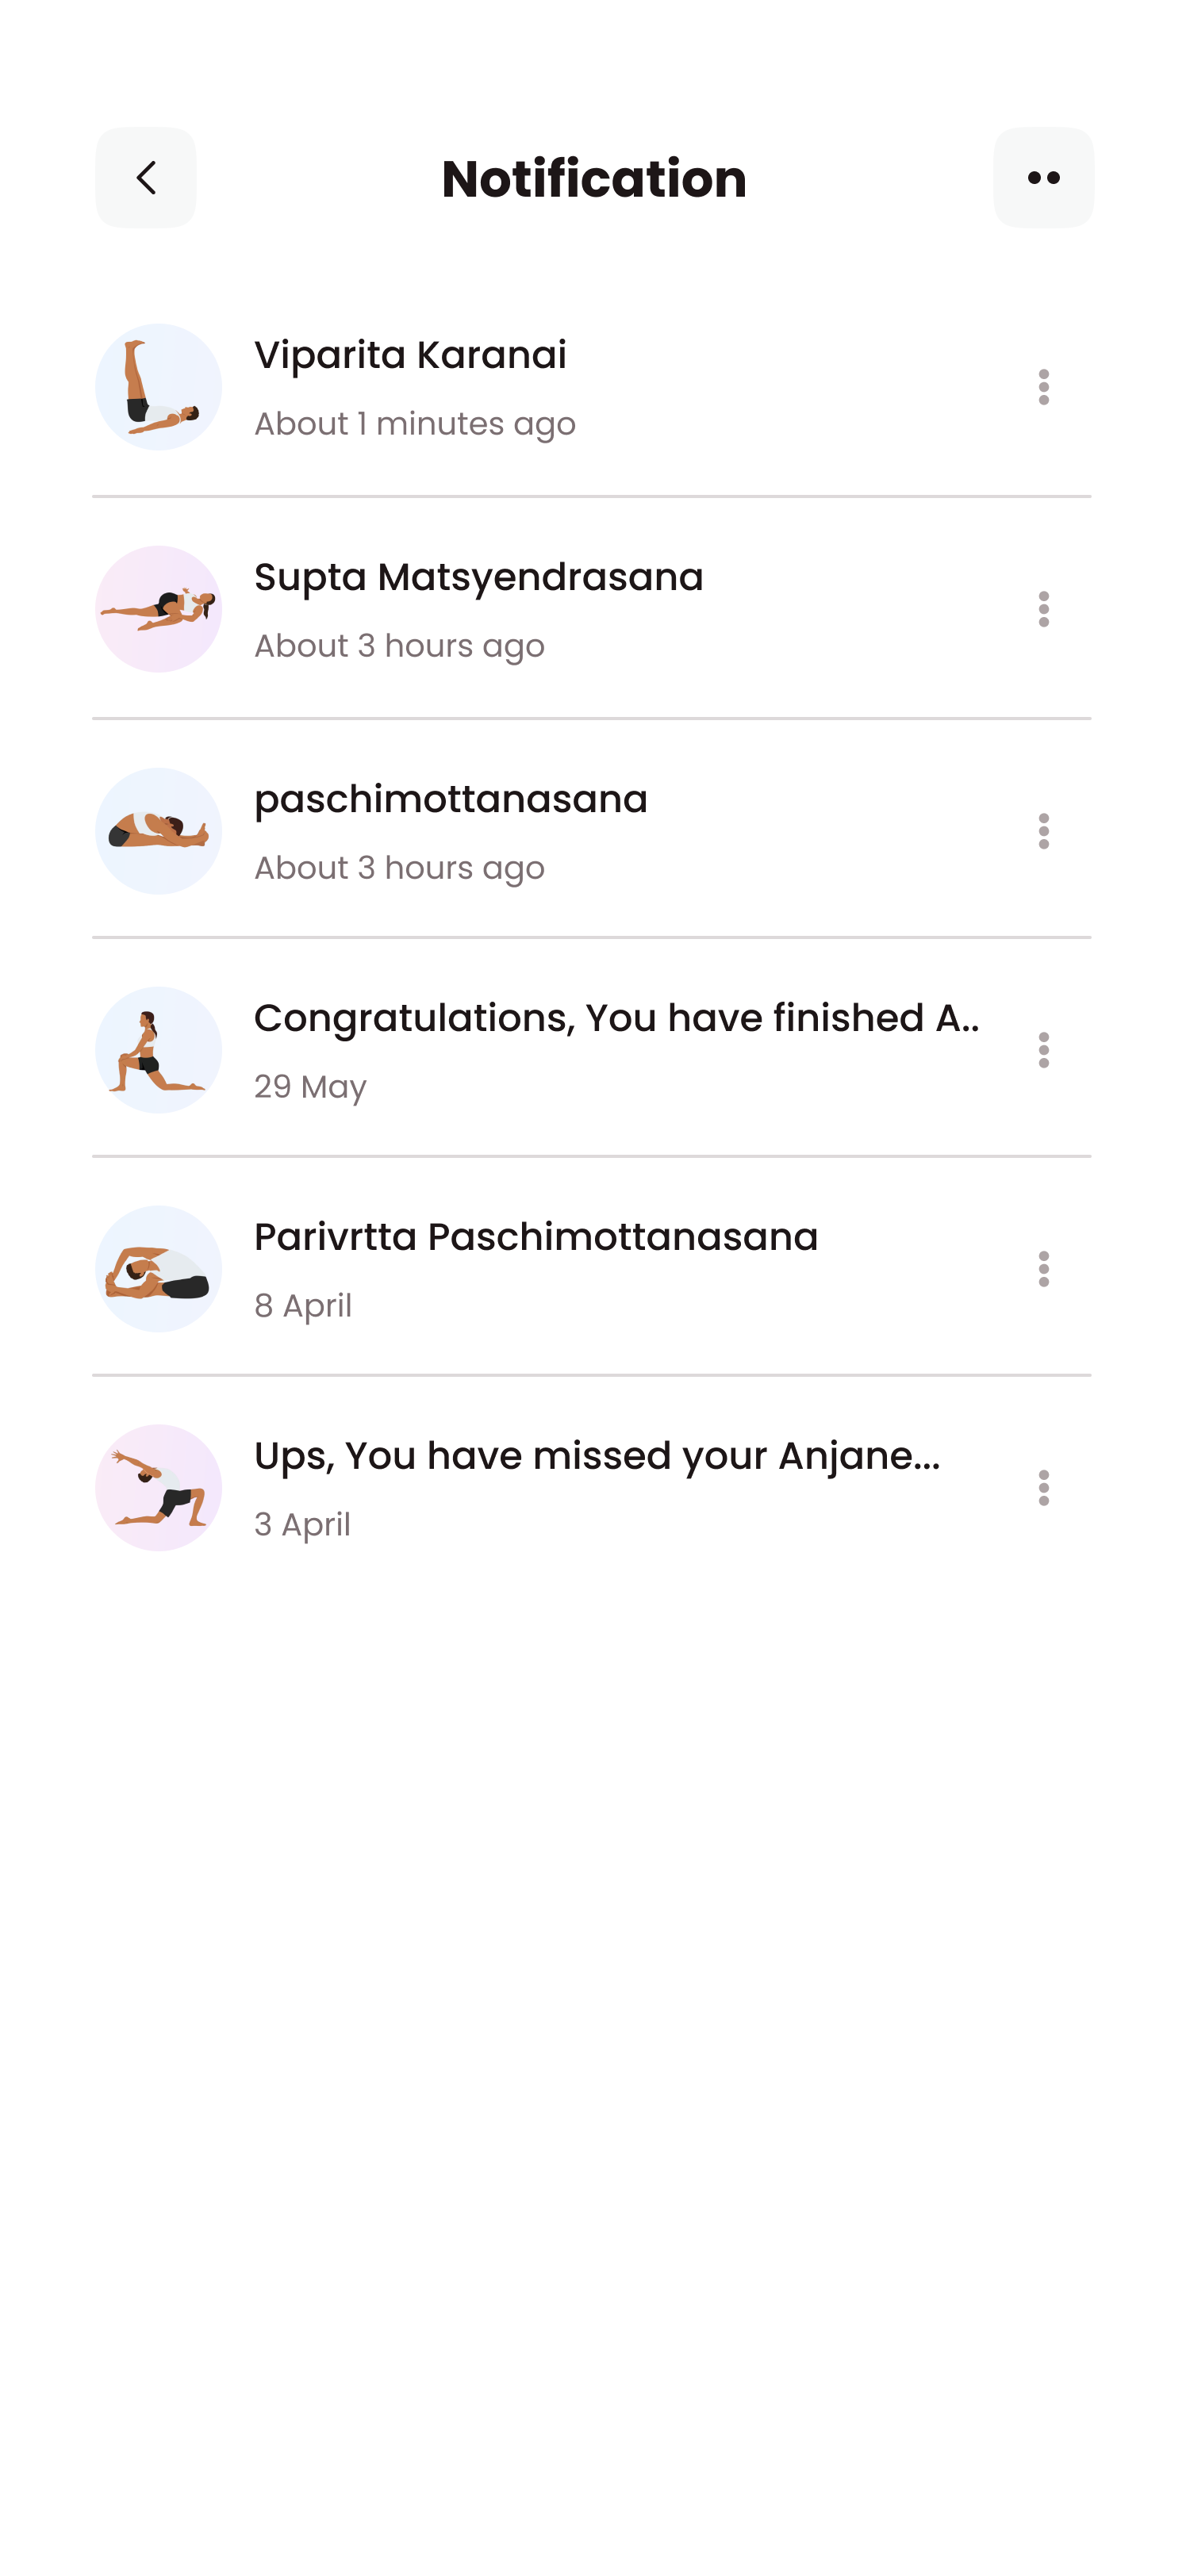 Notification
Viparita Karanai
About 1 minutes ago
Supta Matsyendrasana
About 3 hours ago
paschimottanasana
About 3 hours ago
Congratulations, You have finished A..
29 May
Parivrtta Paschimottanasana
8 April
Ups, You have missed your Anjane...
3 April